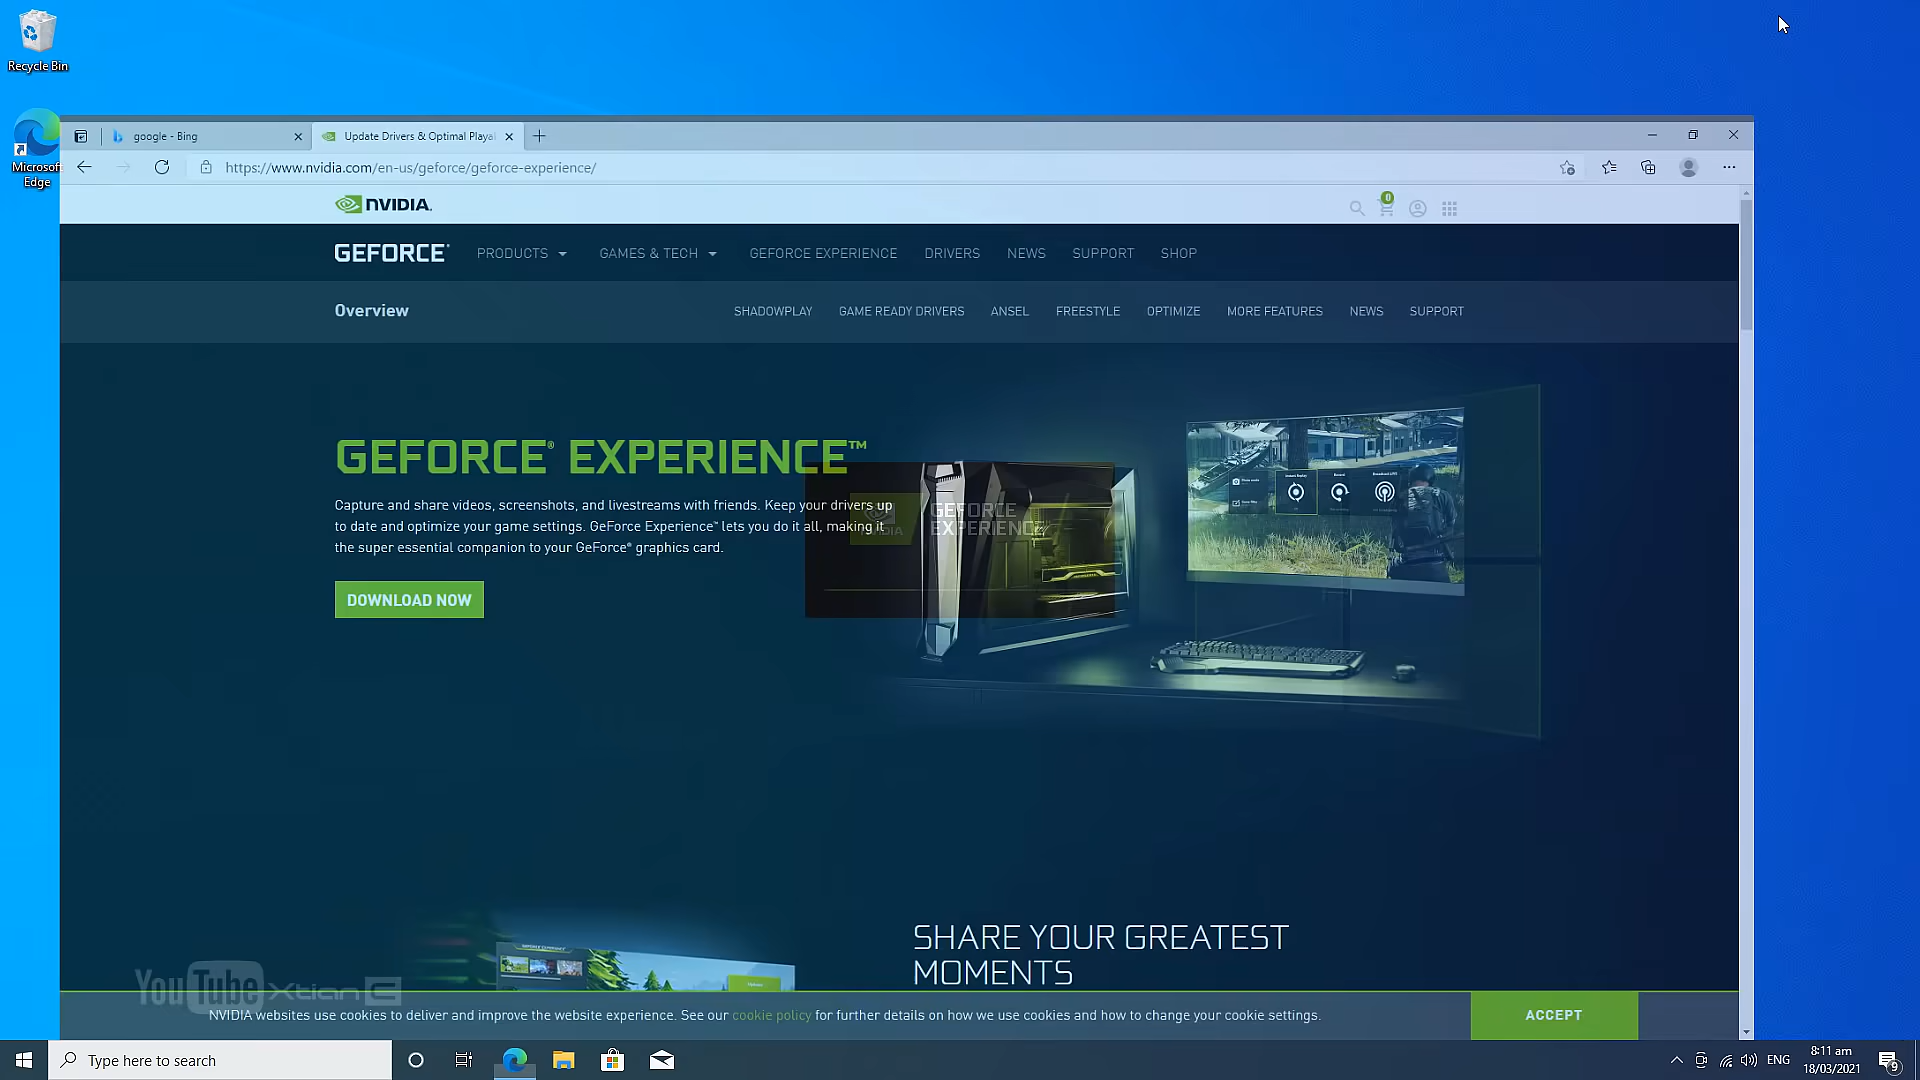 Recycle Bin
Microsoft
Edge
google - Bing
Update Drivers & Optimal Playa
https://www.nvidia.com/en-us/geforce/geforce-experience/
NVIDIA.
0
GEFORCE®
PRODUCTS
GAMES & TECH
GEFORCE EXPERIENCE
DRIVERS
NEWS
SUPPORT
SHOP
Overview
SHADOWPLAY
GAME READY DRIVERS
ANSEL
FREESTYLE
OPTIMIZE
MORE FEATURES
NEWS
SUPPORT
GEFORCE® EXPERIENCE™
Capture and share videos, screenshots, and livestreams with friends. Keep your drivers up
to date and optimize your game settings. GeForce Experience™ lets you do it all, making it
the super essential companion to your GeForce® graphics card.
DOWNLOAD NOW
NVIDIA
GEFORCE
EXPERIENCE
SHARE YOUR GREATEST
MOMENTS
YouTube Xtian E
NVIDIA websites use cookies to deliver and improve the website experience. See our cookie policy for further details on how we use cookies and how to change your cookie settings.
ACCEPT
Type here to search
ENG
8:11 am
18/03/2021
9